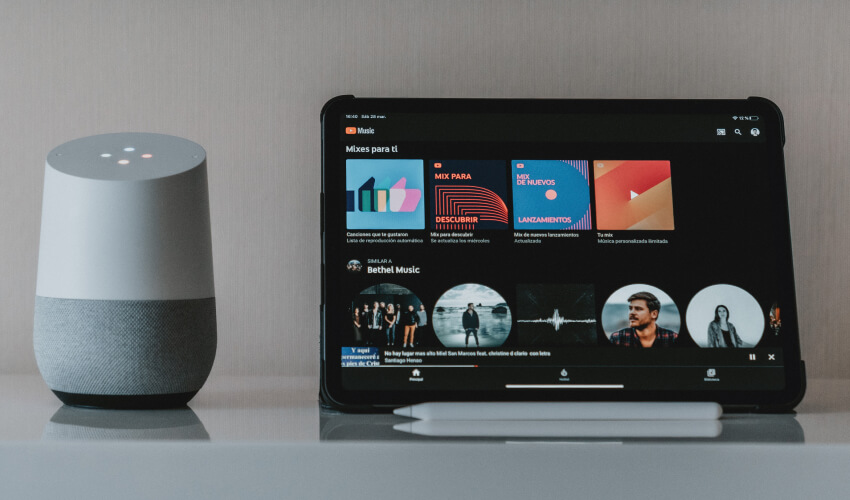 16:40 Sáb 28 mar.
12 %
Music
Mixes para ti
MIX PARA
DESCUBRIR
MIX
DE NUEVOS
LANZAMIENTOS
Canciones que te gustaron
Lista de reproducción automática
Mix para descubrir
Se actualiza los miércoles
Mix de nuevos lanzamientos
Actualizada
Tu mix
Música personalizada ilimitada
SIMILAR A
Bethel Music
Y aquí
permaneceré
pies de Cris
No hay lugar mas alto Miel San Marcos feat. christine d clario con letra
Santiago Henao
Principal
Biblioteca